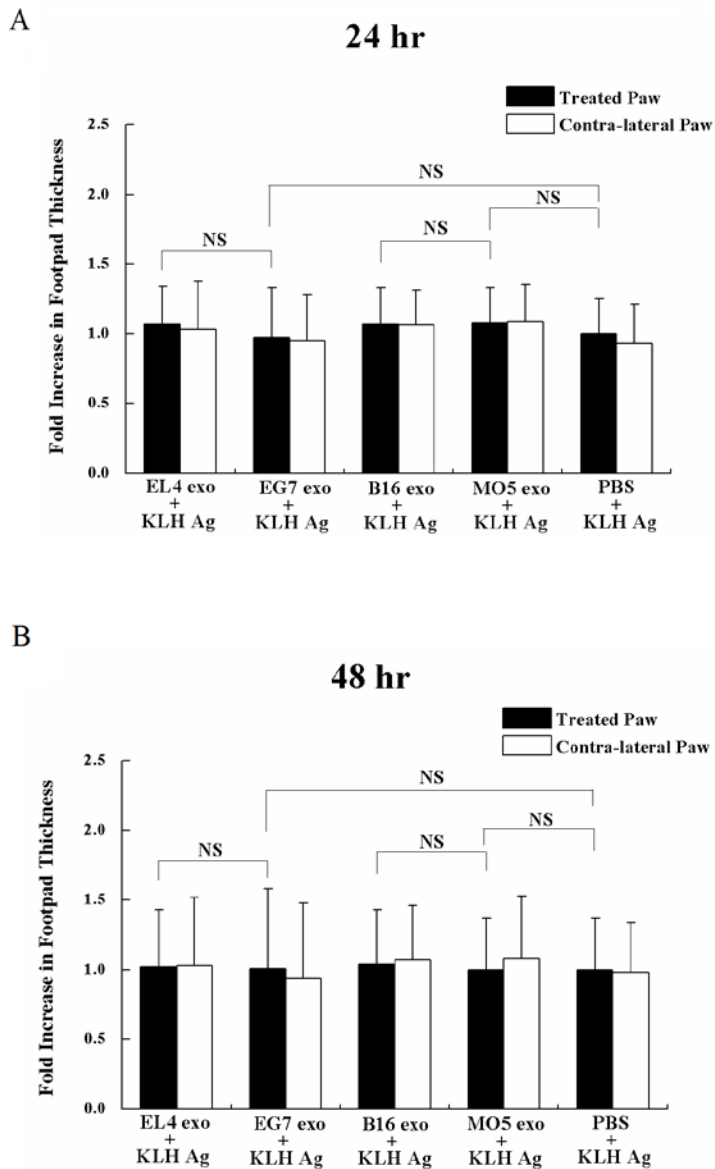 A
24 hr
Treated Paw
Contra-lateral Paw
Fold Increase in Footpad Thickness
2.5
2.0
1.5
1.0
0.5
0.0
NS
NS
NS
NS
EL4 exo EG7 exo B16 exo MO5 exo PBS
+ + + + +
KLH Ag KLH Ag KLH Ag KLH Ag KLH Ag
B
48 hr
Treated Paw
Contra-lateral Paw
Fold Increase in Footpad Thickness
2.5
2.0
1.5
1.0
0.5
0.0
NS
NS
NS
NS
EL4 exo EG7 exo B16 exo MO5 exo PBS
+ + + + +
KLH Ag KLH Ag KLH Ag KLH Ag KLH Ag